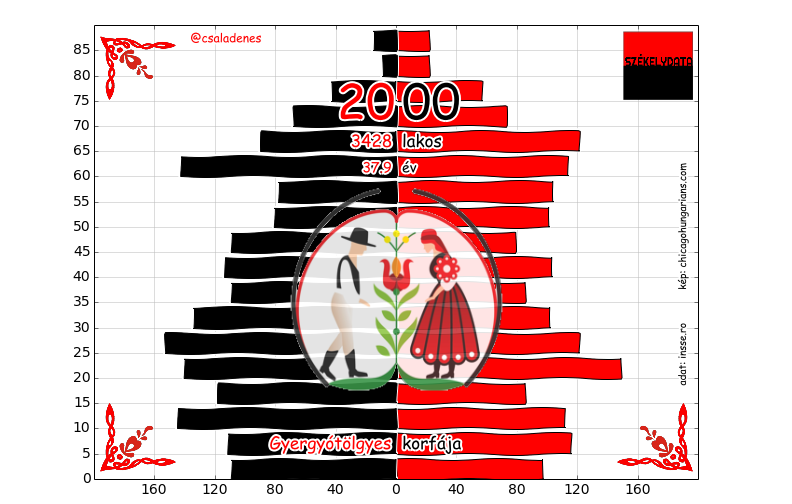 @csaladenes
SZÉKELYDATA
2000
3428 lakos
37.9 év
Gyergyótölgyes korfája
kép: chicagohungarians.com
adat: insse.ro
85
80
75
70
65
60
55
50
45
40
35
30
25
20
15
10
5
0
160 120 80 40 0 40 80 120 160